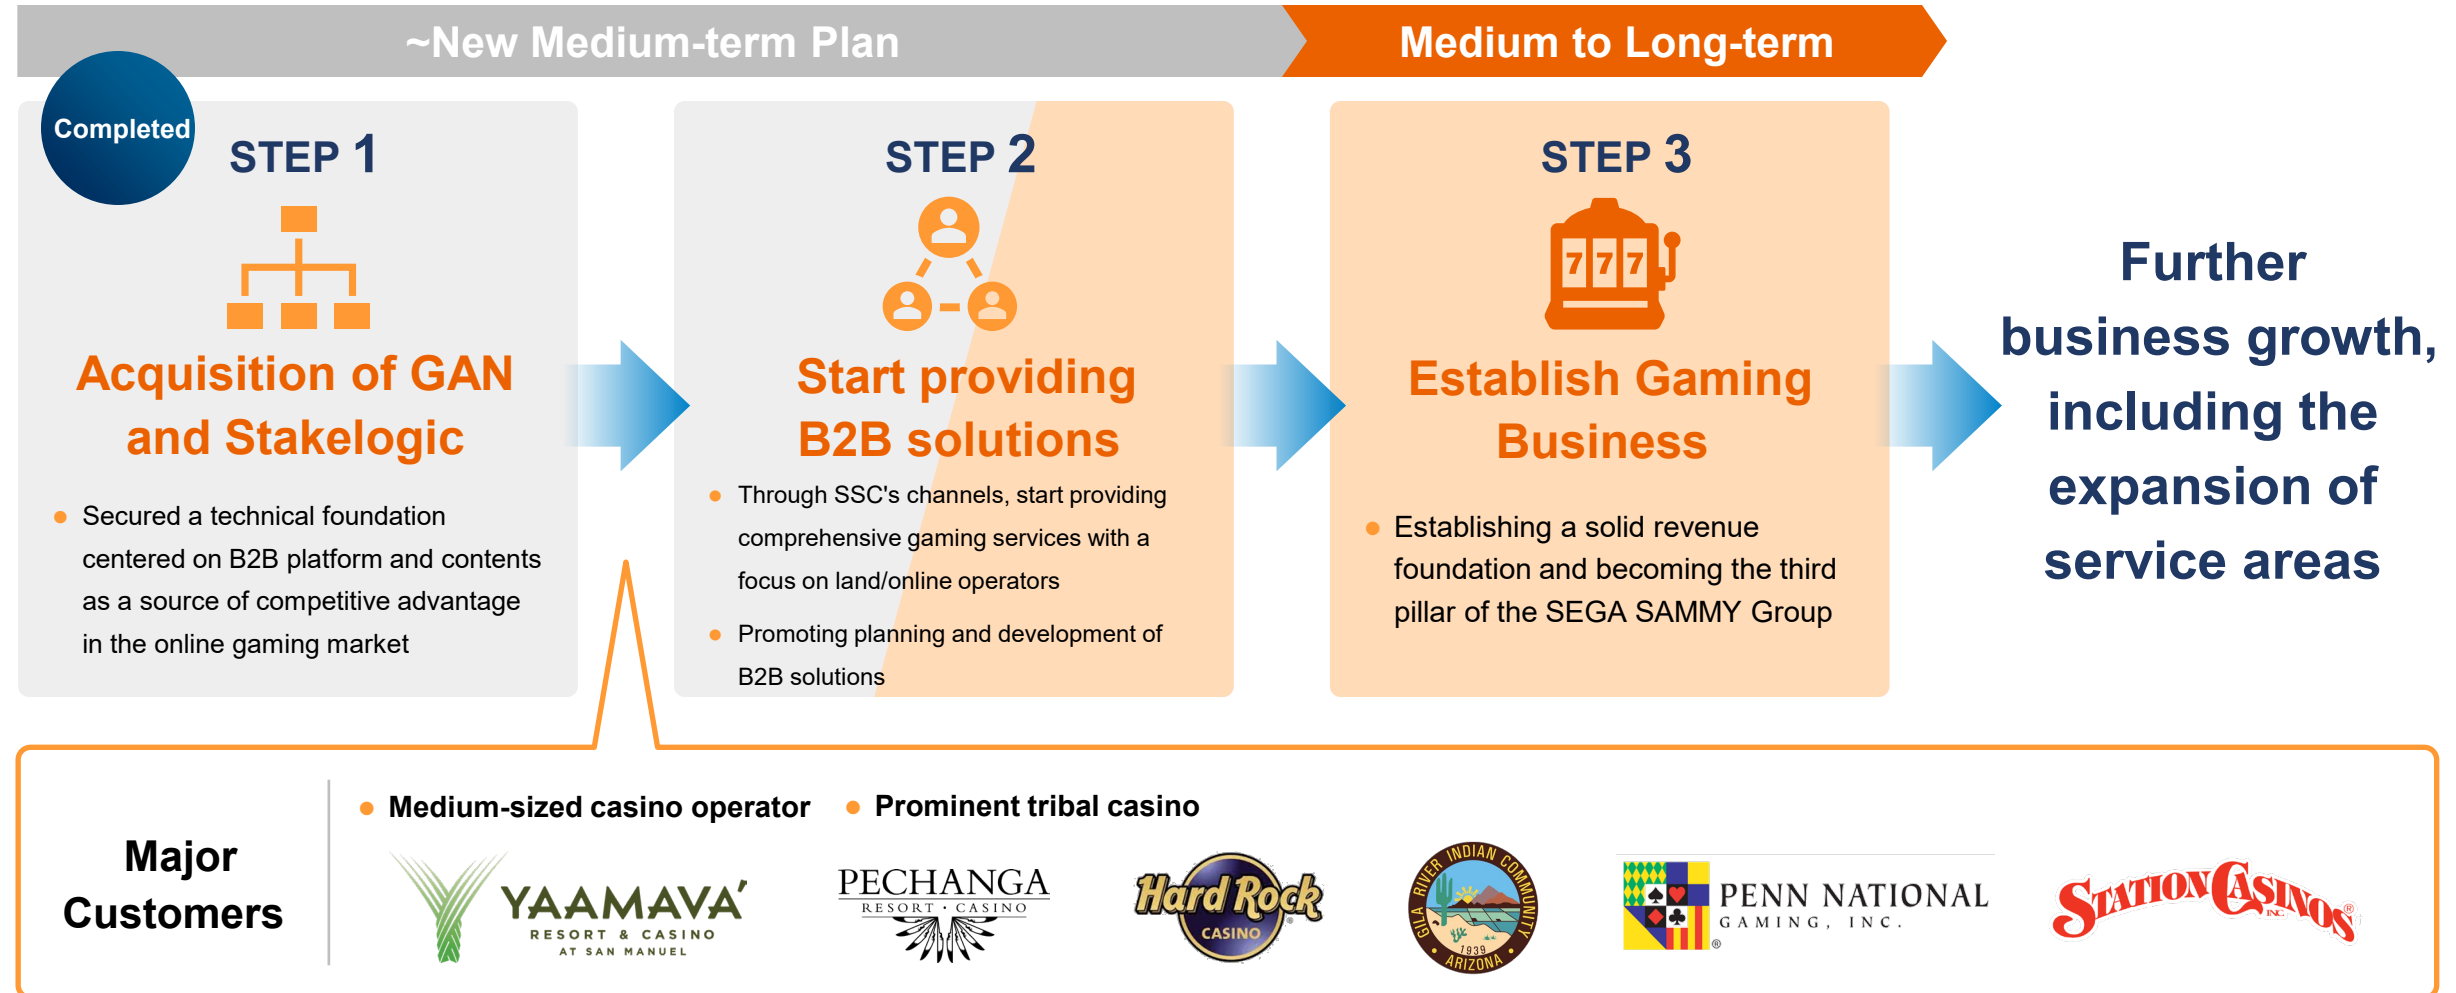 ~New Medium-term Plan
Medium to Long-term
Completed
STEP 1
Acquisition of GAN
and Stakelogic
● Secured a technical foundation
centered on B2B platform and contents
as a source of competitive advantage
in the online gaming market
STEP 2
Start providing
B2B solutions
● Through SSC's channels, start providing
comprehensive gaming services with a
focus on land/online operators
● Promoting planning and development of
B2B solutions
STEP 3
777
Establish Gaming
Business
● Establishing a solid revenue
foundation and becoming the third
pillar of the SEGA SAMMY Group
Further
business growth,
including the
expansion of
service areas
Major
Customers
● Medium-sized casino operator
● Prominent tribal casino
YAAMAVA'
RESORT & CASINO
AT SAN MANUEL
PECHANGA
RESORT · CASINO
Hard Rock
®
CASINO
GILA RIVER INDIAN COMMUNITY
1939
ARIZONA
PENN NATIONAL
GAMING, INC.
®
STATION CASINOS
INC
®